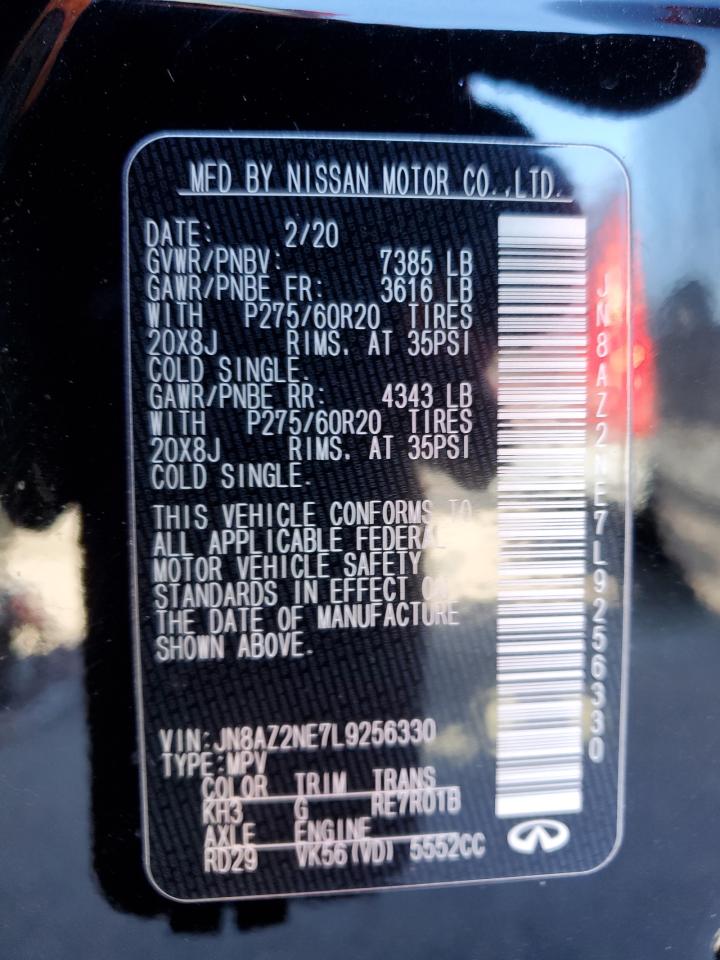 MFD BY NISSAN MOTOR CO.,LTD.
DATE: 2/20
GVWR/PNBV: 7385 LB
GAWR/PNBE FR: 3616 LB
WITH P275/60R20 TIRES
20X8J RIMS. AT 35PSI
COLD SINGLE.
GAWR/PNBE RR: 4343 LB
WITH P275/60R20 TIRES
20X8J RIMS. AT 35PSI
COLD SINGLE.
THIS VEHICLE CONFORMS TO
ALL APPLICABLE FEDERAL
MOTOR VEHICLE SAFETY
STANDARDS IN EFFECT ON
THE DATE OF MANUFACTURE
SHOWN ABOVE.
VIN:JN8AZ2NE7L9256330
TYPE:MPV
COLOR TRIM TRANS
KH3 G RE7R01B
AXLE ENGINE
RD29 VK56(VD) 5552CC
JN8AZ2NE7L9256330